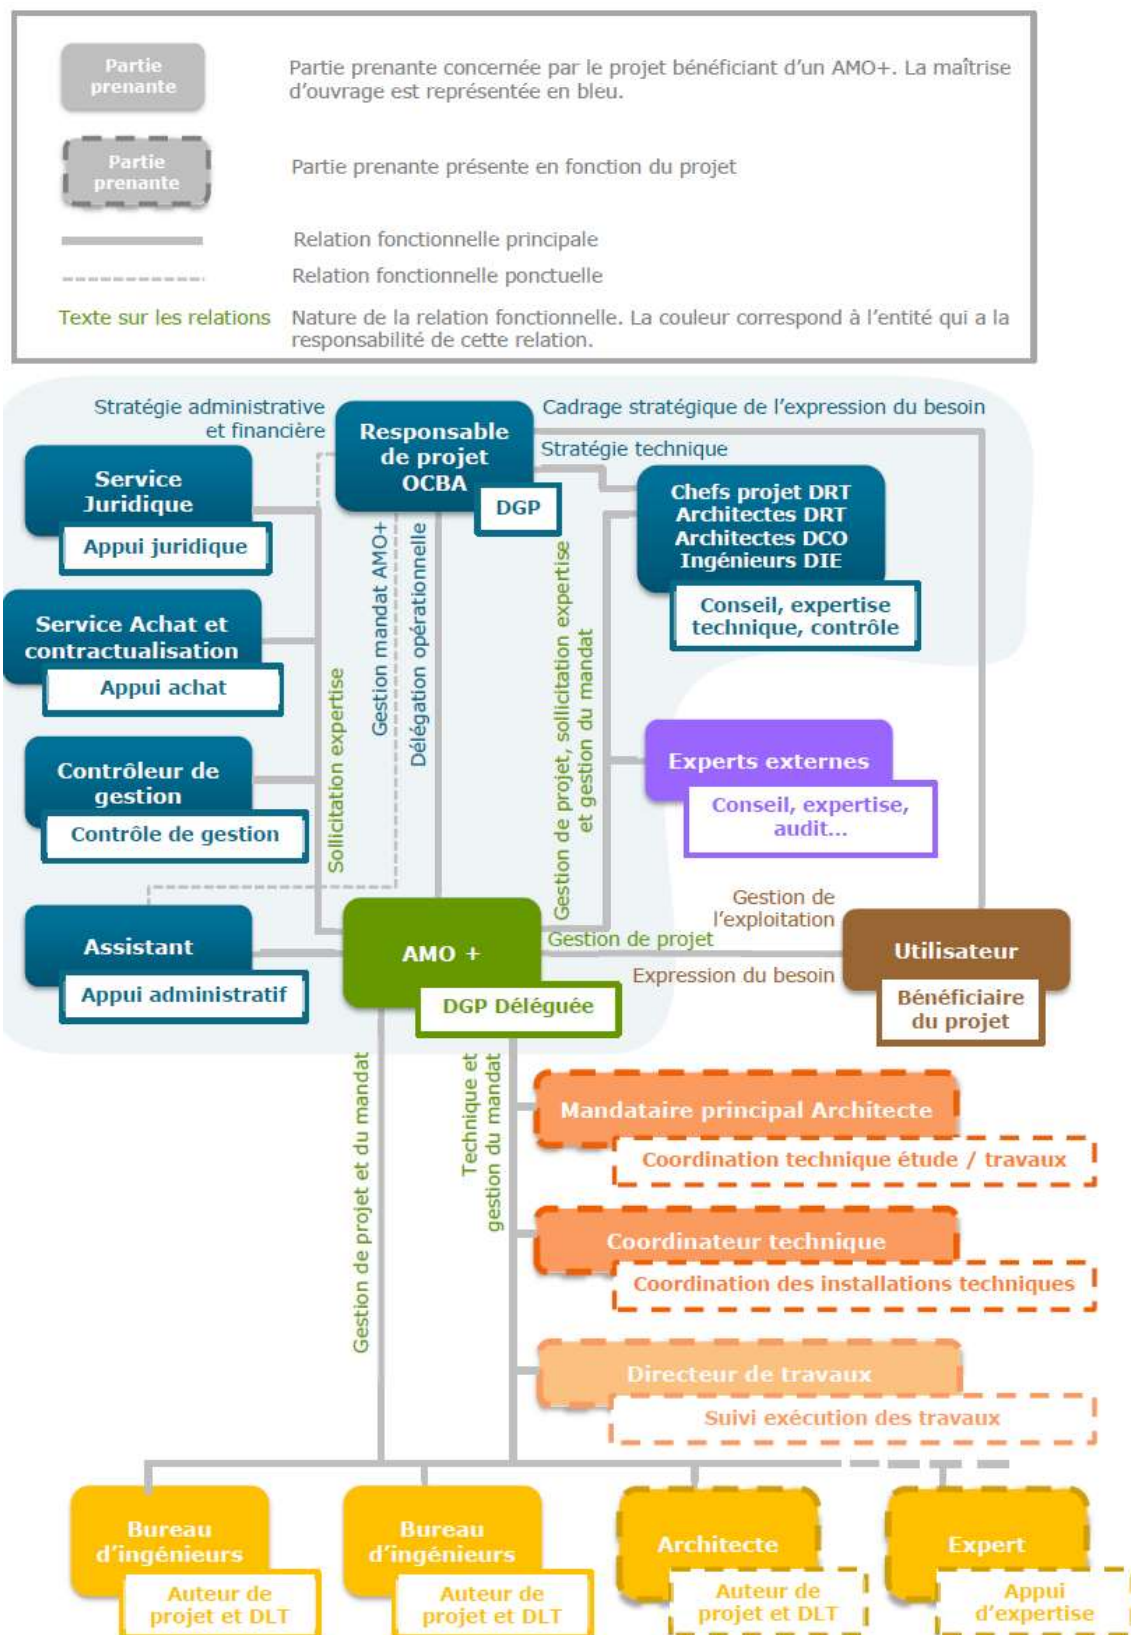 Partie
prenante
Partie prenante concernée par le projet bénéficiant d'un AMO+. La maîtrise
d'ouvrage est représentée en bleu.
Partie
prenante
Partie prenante présente en fonction du projet
Relation fonctionnelle principale
Relation fonctionnelle ponctuelle
Texte sur les relations
Nature de la relation fonctionnelle. La couleur correspond à l'entité qui a la
responsabilité de cette relation.
Stratégie administrative
et financière
Responsable
de projet
OCBA
DGP
Cadrage stratégique de l'expression du besoin
Stratégie technique
Service
Juridique
Appui juridique
Chefs projet DRT
Architectes DRT
Architectes DCO
Ingénieurs DIE
Conseil, expertise
technique, contrôle
Service Achat et
contractualisation
Appui achat
Gestion mandat AMO+
Délégation opérationnelle
Sollicitation expertise
Gestion de projet, sollicitation expertise
et gestion du mandat
Contrôleur de
gestion
Contrôle de gestion
Experts externes
Conseil, expertise,
audit...
Assistant
Appui administratif
AMO +
DGP Déléguée
Gestion de
l'exploitation
Gestion de projet
Expression du besoin
Utilisateur
Bénéficiaire
du projet
Gestion de projet et du mandat
Technique et
gestion du mandat
Mandataire principal Architecte
Coordination technique étude / travaux
Coordinateur technique
Coordination des installations techniques
Directeur de travaux
Suivi exécution des travaux
Bureau
d'ingénieurs
Auteur de
projet et DLT
Bureau
d'ingénieurs
Auteur de
projet et DLT
Architecte
Auteur de
projet et DLT
Expert
Appui
d'expertise